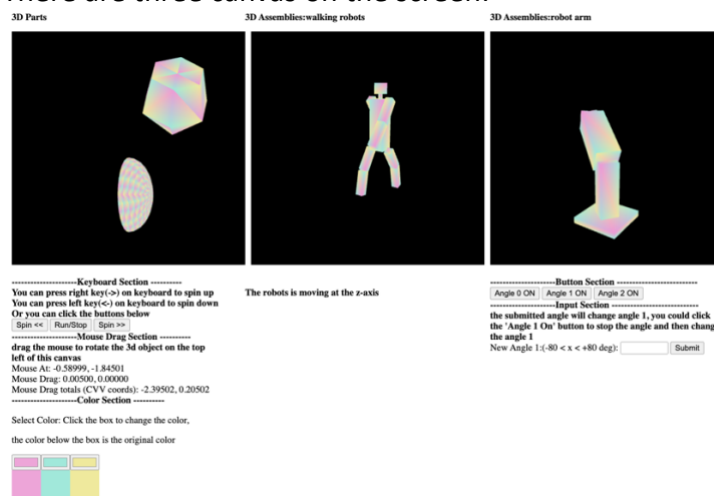 There are three canvas on the screen.
3D Parts
3D Assemblies:walking robots
3D Assemblies:robot arm
----------------------Keyboard Section ----------
You can press right key(->) on keyboard to spin up
You can press left key(<-) on keyboard to spin down
Or you can click the buttons below
Spin << Run/Stop Spin >>
----------------------Mouse Drag Section ----------
drag the mouse to rotate the 3d object on the top
left of this canvas
Mouse At: -0.58999, -1.84501
Mouse Drag: 0.00500, 0.00000
Mouse Drag totals (CVV coords): -2.39502, 0.20502
----------------------Color Section ----------
Select Color: Click the box to change the color,
the color below the box is the original color
The robots is moving at the z-axis
----------------------Button Section ---------------------------
Angle 0 ON Angle 1 ON Angle 2 ON
----------------------Input Section -----------------------------
the submitted angle will change angle 1, you could click
the 'Angle 1 On' button to stop the angle and then chang
the angle 1
New Angle 1:(-80 < x < +80 deg): Submit